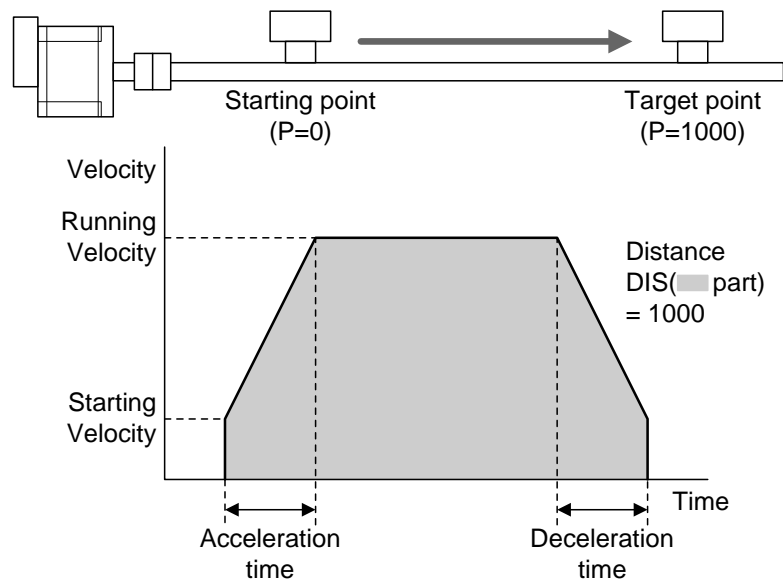 Starting point
(P=0)
Target point
(P=1000)
Velocity
Running
Velocity
Distance
DIS( part)
= 1000
Starting
Velocity
Time
Acceleration
time
Deceleration
time